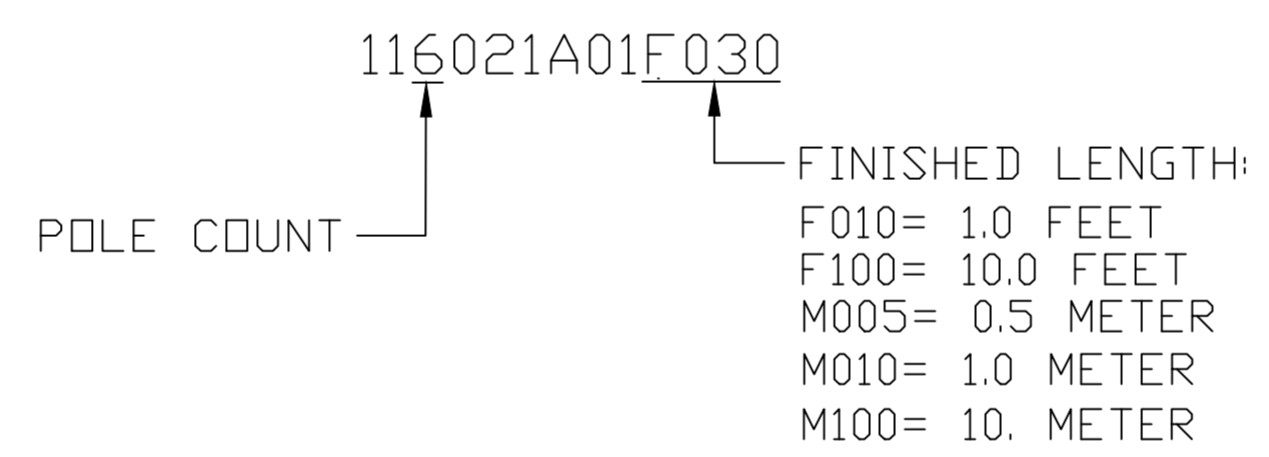 116021A01F030
FINISHED LENGTH:
POLE COUNT
F010= 1.0 FEET
F100= 10.0 FEET
M005= 0.5 METER
M010= 1.0 METER
M100= 10. METER